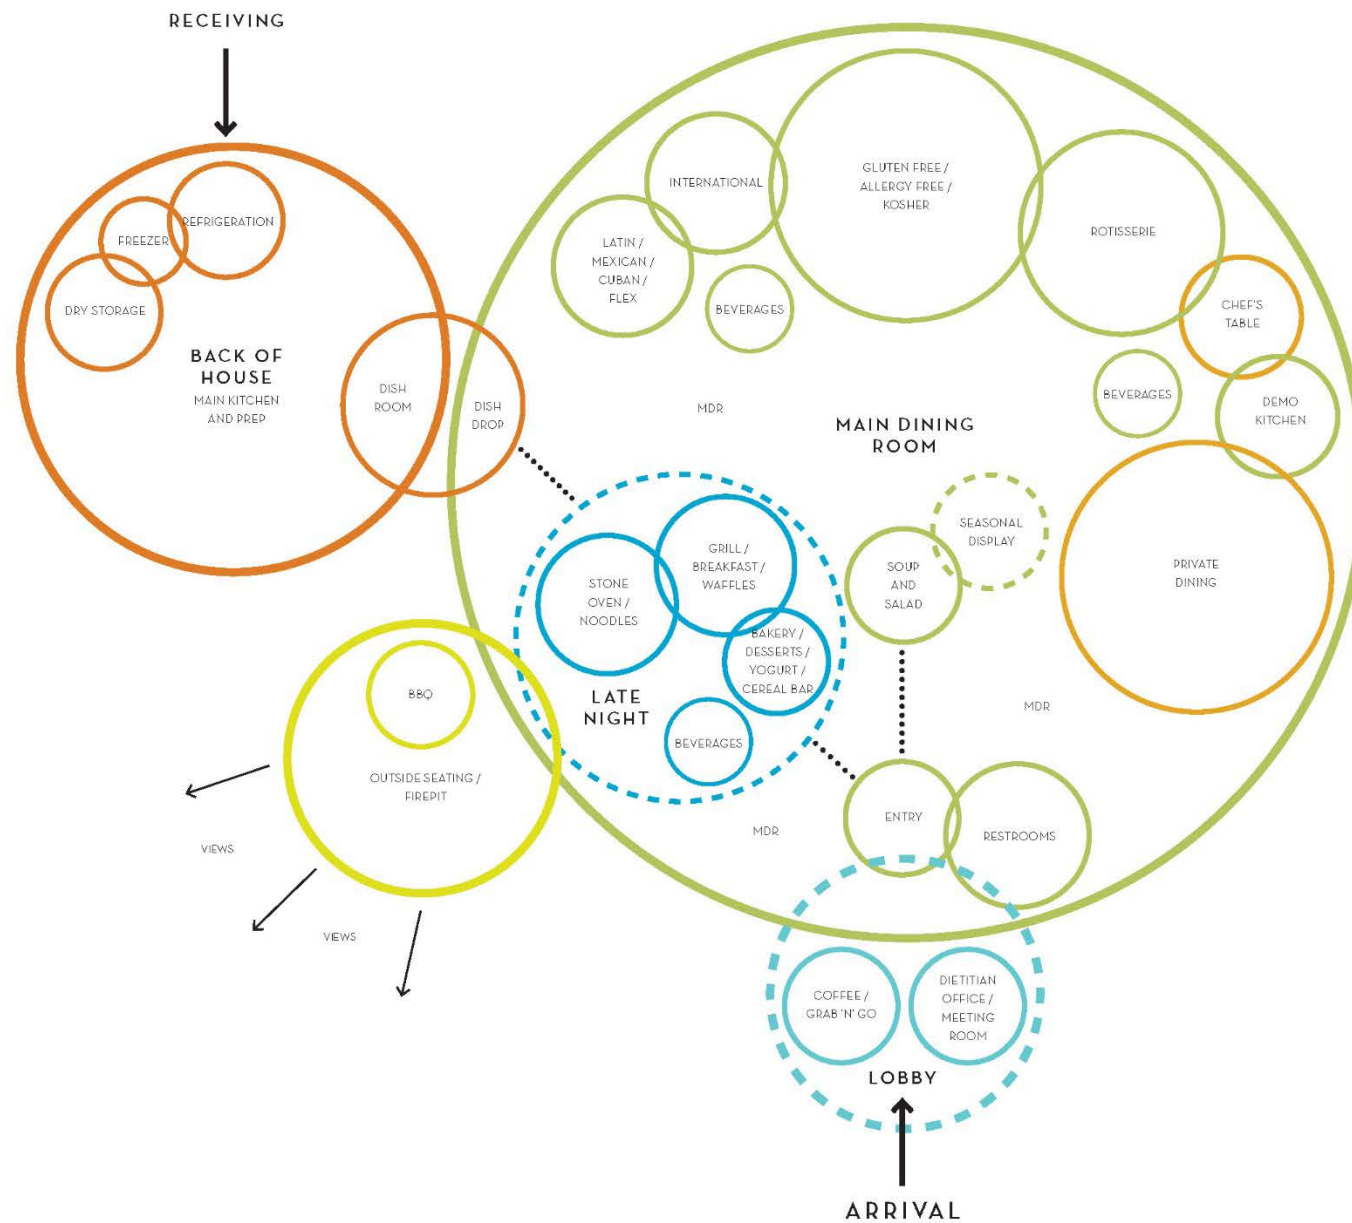 RECEIVING
REFRIGERATION
FREEZER
DRY STORAGE
BACK OF
HOUSE
MAIN KITCHEN
AND PREP
DISH
ROOM
DISH
DROP
INTERNATIONAL
LATIN /
MEXICAN /
CUBAN /
FLEX
BEVERAGES
GLUTEN FREE /
ALLERGY FREE /
KOSHER
ROTISSERIE
CHEF'S
TABLE
BEVERAGES
DEMO
KITCHEN
MDR
MAIN DINING
ROOM
SEASONAL
DISPLAY
SOUP
AND
SALAD
PRIVATE
DINING
GRILL /
BREAKFAST /
WAFFLES
STONE
OVEN /
NOODLES
BAKERY /
DESSERTS /
YOGURT /
CEREAL BAR
LATE
NIGHT
BEVERAGES
BBQ
OUTSIDE SEATING /
FIREPIT
VIEWS
VIEWS
MDR
MDR
ENTRY
RESTROOMS
COFFEE /
GRAB 'N' GO
DIETITIAN
OFFICE /
MEETING
ROOM
LOBBY
ARRIVAL